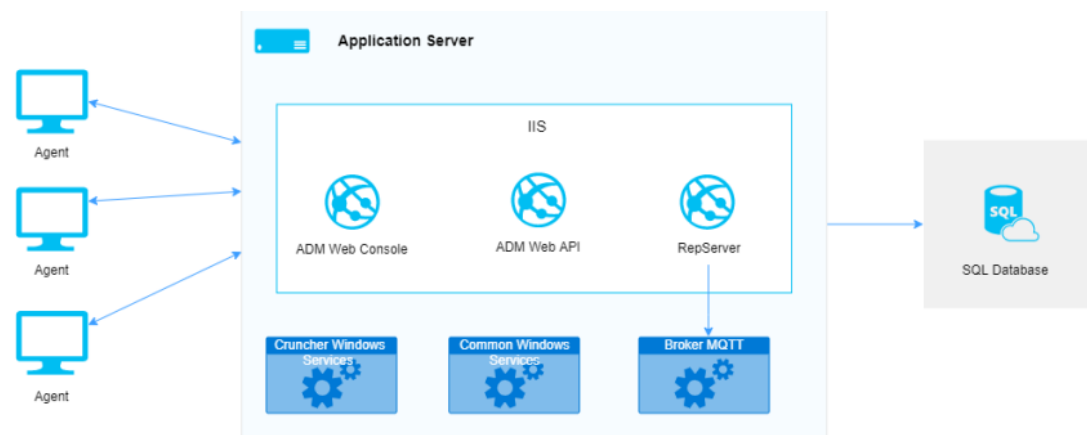 Application Server
Agent
Agent
Agent
IIS
ADM Web Console
ADM Web API
RepServer
Cruncher Windows
Services
Common Windows
Services
Broker MQTT
SQL
SQL Database